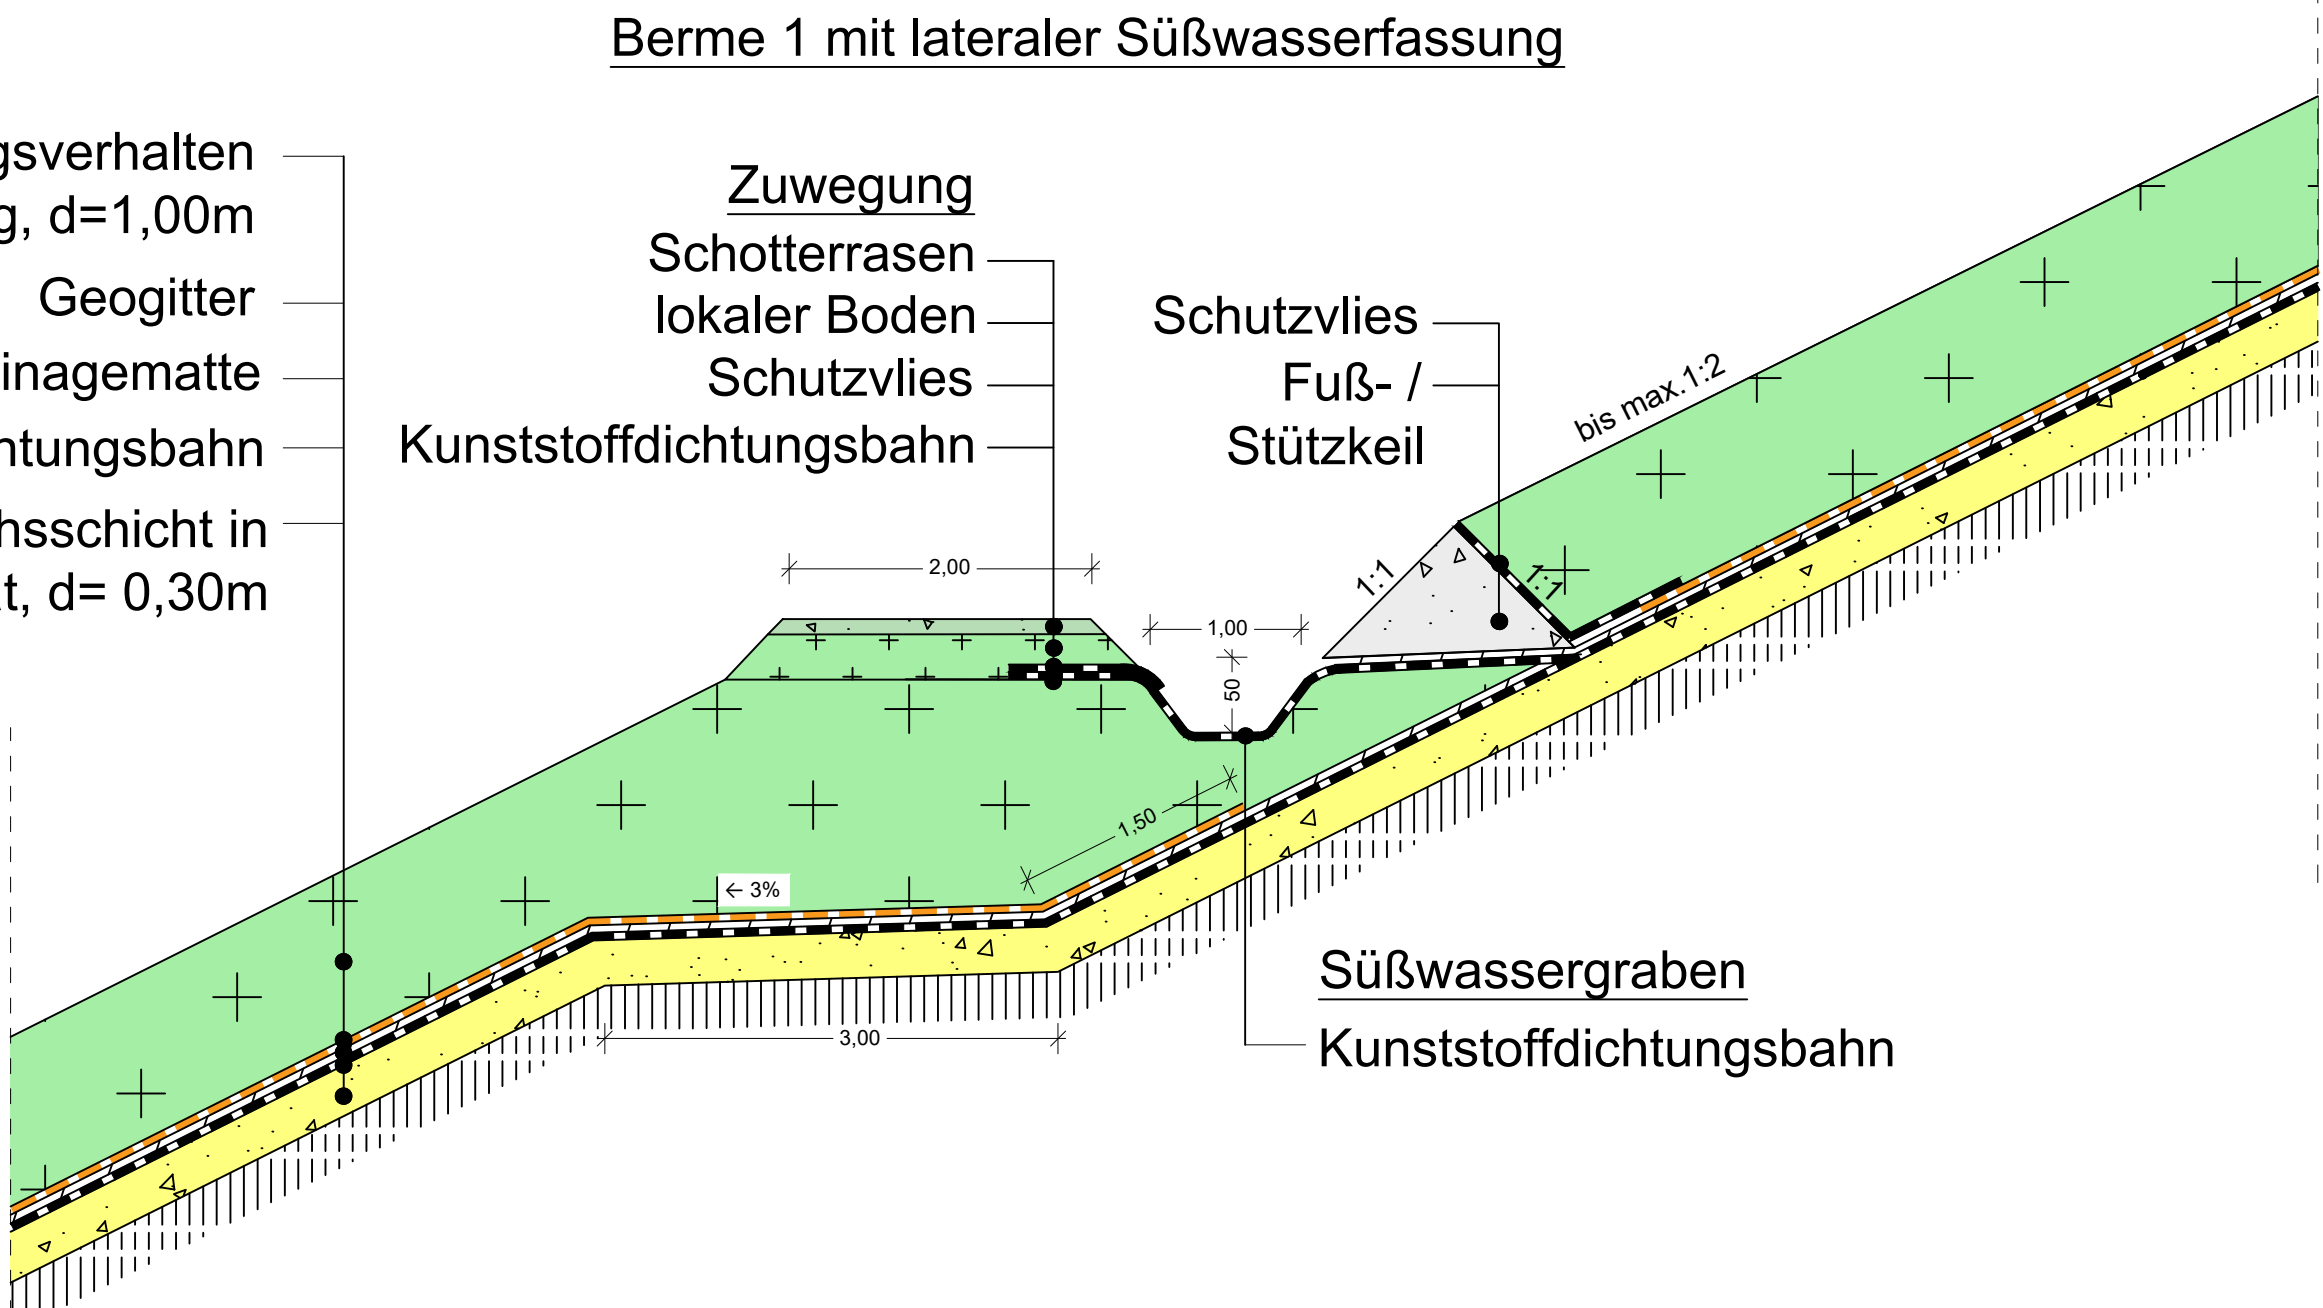 Berme 1 mit lateraler Süßwasserfassung
gsverhalten
g, d=1,00m
Geogitter
inagematte
htungsbahn
hsschicht in
t, d= 0,30m
Zuwegung
Schotterrasen
lokaler Boden
Schutzvlies
Kunststoffdichtungsbahn
Schutzvlies
Fuß- /
Stützkeil
bis max.1:2
1:1
1:1
2,00
1,00
50
1,50
← 3%
3,00
Süßwassergraben
Kunststoffdichtungsbahn